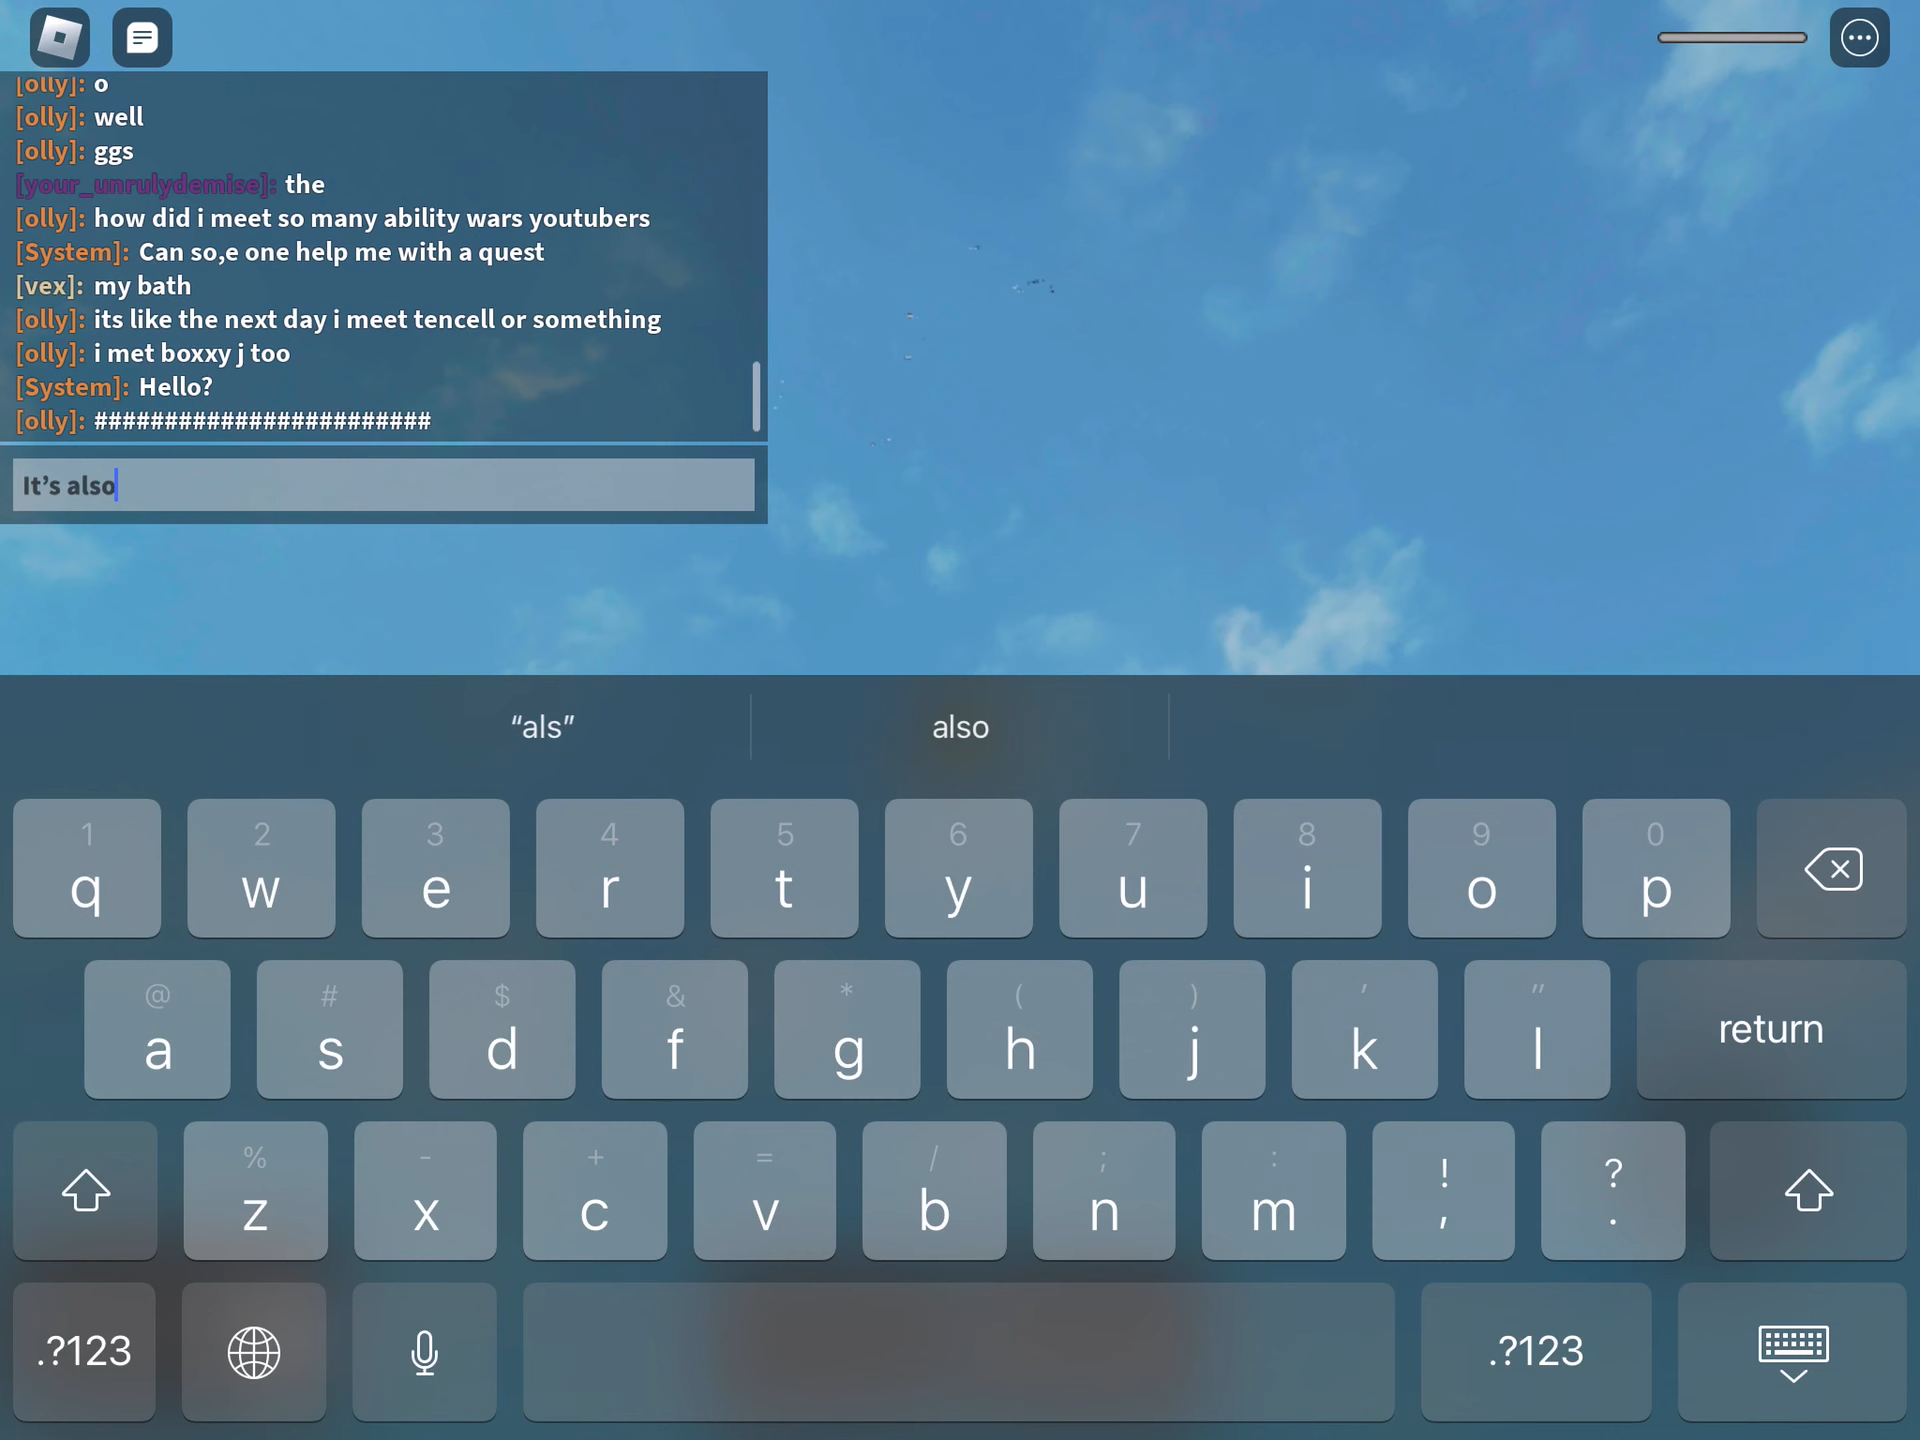 [olly]: o
[olly]: well
[olly]: ggs
[your_unrulydemise]: the
[olly]: how did i meet so many ability wars youtubers
[System]: Can so,e one help me with a quest
[vex]: my bath
[olly]: its like the next day i meet tencell or something
[olly]: i met boxxy j too
[System]: Hello?
[olly]: ########################
It’s also
“als” also
1 2 3 4 5 6 7 8 9 0
q w e r t y u i o p
@ # $ & * ( ) ' "
a s d f g h j k l return
% - + = / ; : ! ?
z x c v b n m , .
.?123 .?123